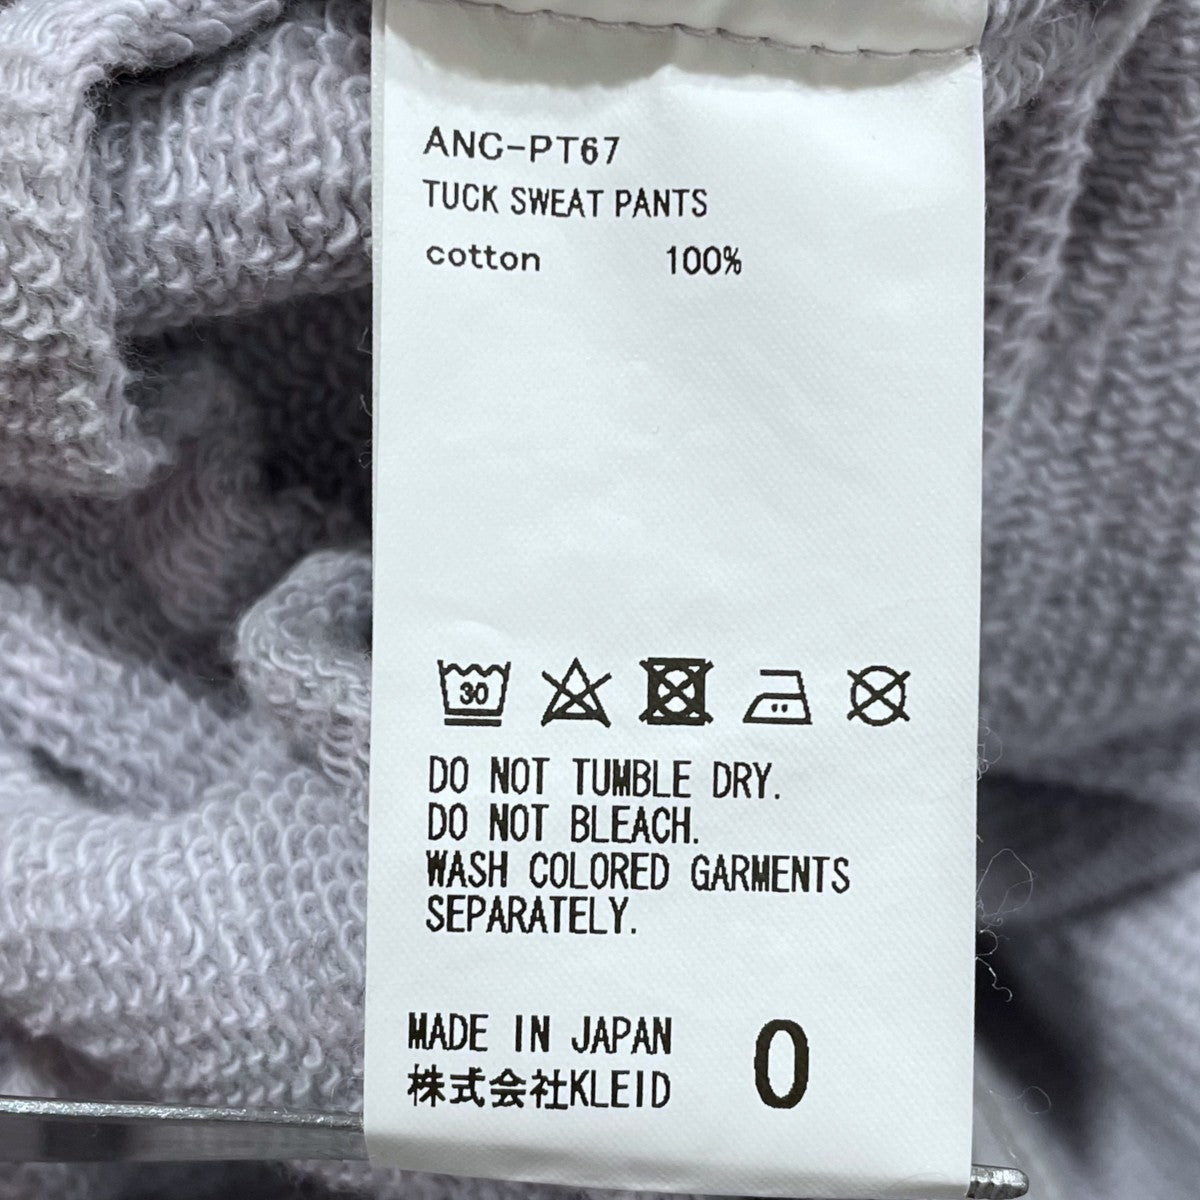 ANC-PT67
TUCK SWEAT PANTS
cotton 100%
30
DO NOT TUMBLE DRY.
DO NOT BLEACH.
WASH COLORED GARMENTS
SEPARATELY.
MADE IN JAPAN
株式会社KLEID
0